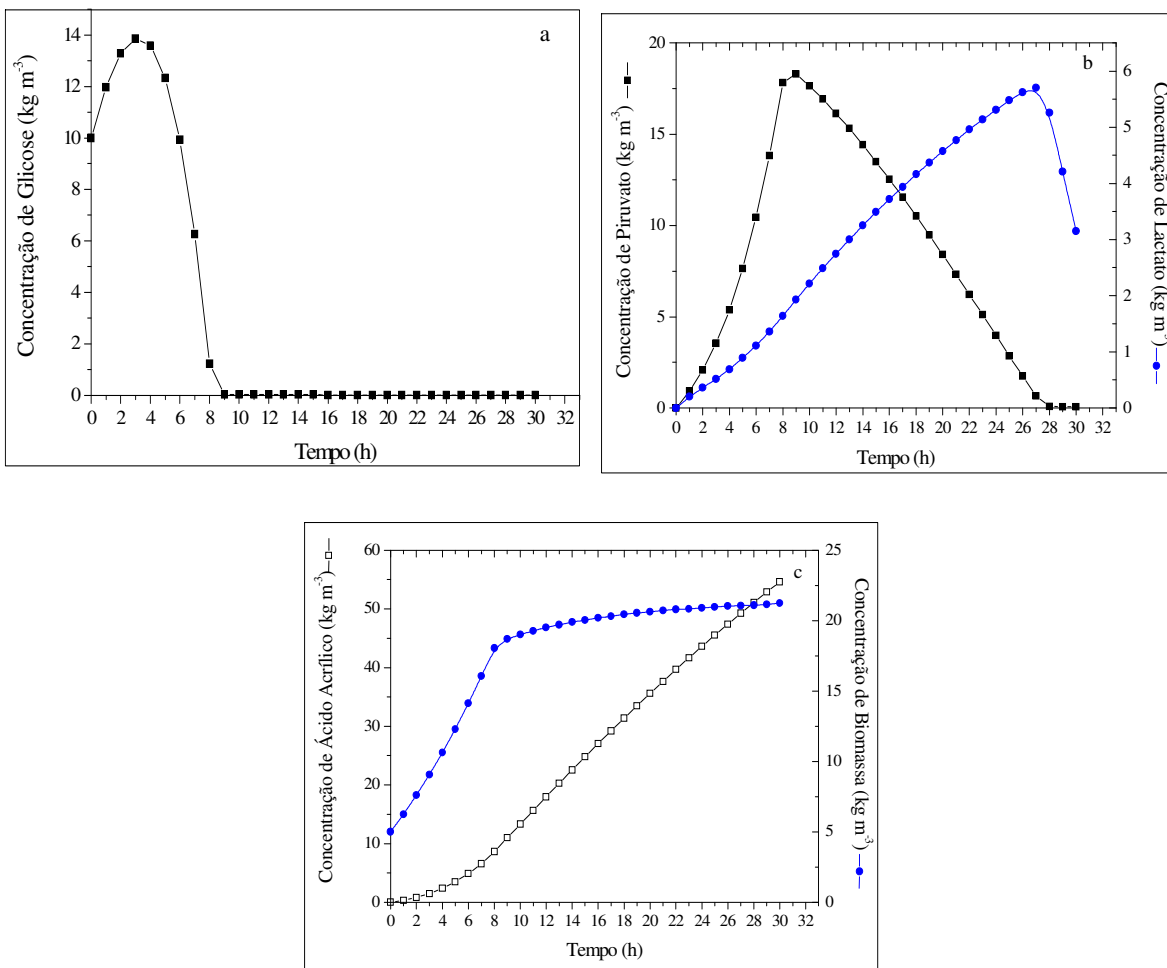 a
Concentração de Glicose (kg m-3)
14
12
10
8
6
4
2
0
0 2 4 6 8 10 12 14 16 18 20 22 24 26 28 30 32
Tempo (h)
b
Concentração de Piruvato (kg m-3)
20
15
10
5
0
Concentração de Lactato (kg m-3)
6
5
4
3
2
1
0
0 2 4 6 8 10 12 14 16 18 20 22 24 26 28 30 32
Tempo (h)
c
Concentração de Ácido Acrílico (kg m-3)
60
50
40
30
20
10
0
Concentração de Biomassa (kg m-3)
25
20
15
10
5
0
0 2 4 6 8 10 12 14 16 18 20 22 24 26 28 30 32
Tempo (h)